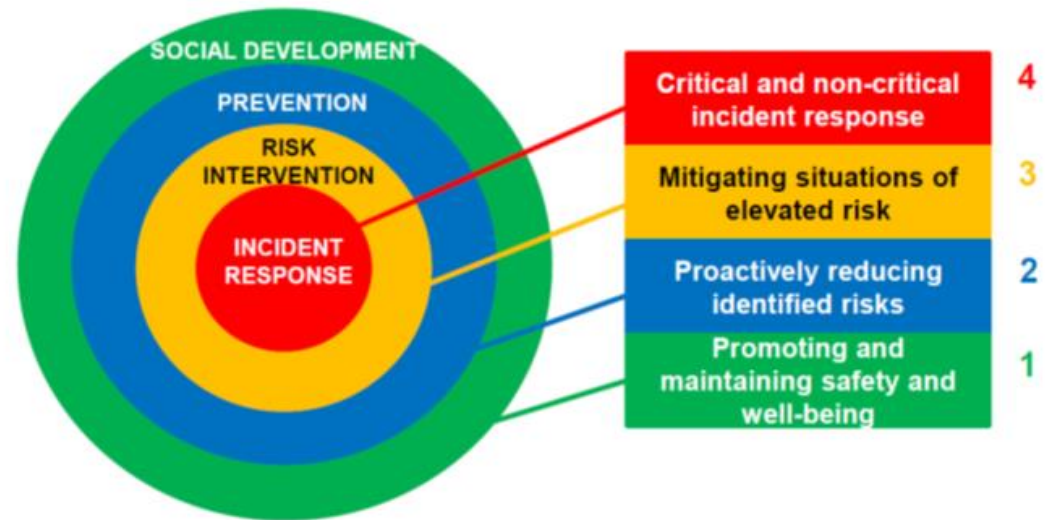 SOCIAL DEVELOPMENT
PREVENTION
RISK
INTERVENTION
INCIDENT
RESPONSE
Critical and non-critical
incident response
4
Mitigating situations of
elevated risk
3
Proactively reducing
identified risks
2
Promoting and
maintaining safety and
well-being
1